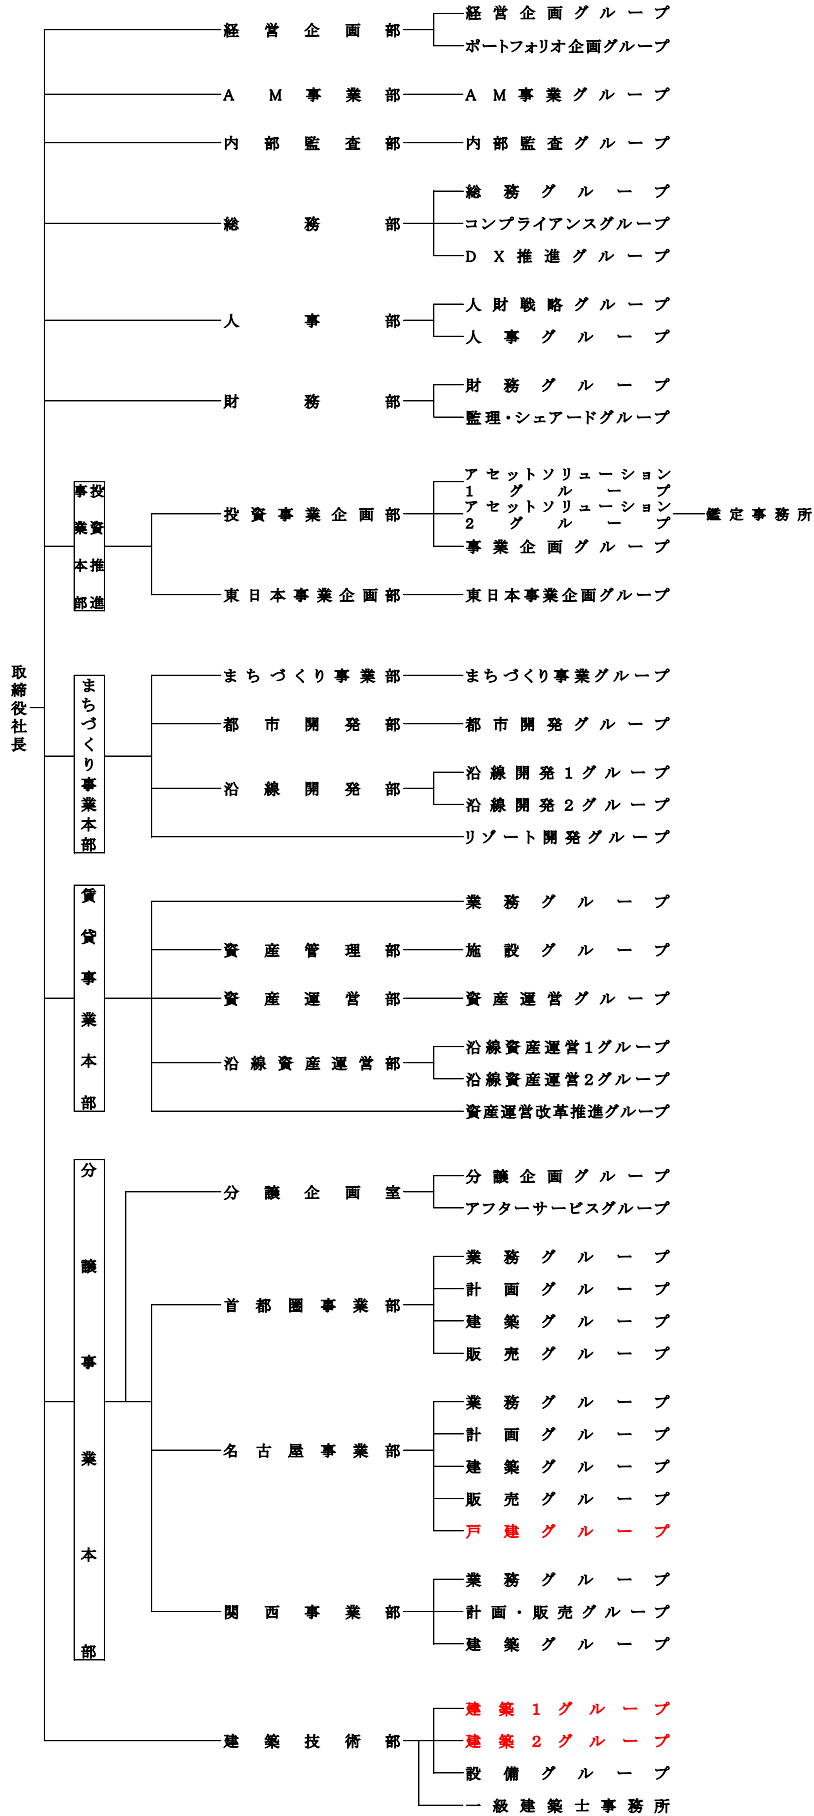 取締役社長
経営企画部
経営企画グループ
ポートフォリオ企画グループ
AM事業部
AM事業グループ
内部監査部
内部監査グループ
総務部
総務グループ
コンプライアンスグループ
DX推進グループ
人事部
人財戦略グループ
人事グループ
財務部
財務グループ
監理・シェアードグループ
投資推進
事業本部
投資事業企画部
アセットソリューション
1グループ
アセットソリューション
2グループ
鑑定事務所
事業企画グループ
東日本事業企画部
東日本事業企画グループ
まちづくり事業本部
まちづくり事業部
まちづくり事業グループ
都市開発部
都市開発グループ
沿線開発部
沿線開発1グループ
沿線開発2グループ
リゾート開発グループ
賃貸事業本部
業務グループ
資産管理部
施設グループ
資産運営部
資産運営グループ
沿線資産運営部
沿線資産運営1グループ
沿線資産運営2グループ
資産運営改革推進グループ
分譲事業本部
分譲企画室
分譲企画グループ
アフターサービスグループ
首都圏事業部
業務グループ
計画グループ
建築グループ
販売グループ
名古屋事業部
業務グループ
計画グループ
建築グループ
販売グループ
戸建グループ
関西事業部
業務グループ
計画・販売グループ
建築グループ
建築技術部
建築1グループ
建築2グループ
設備グループ
一級建築士事務所